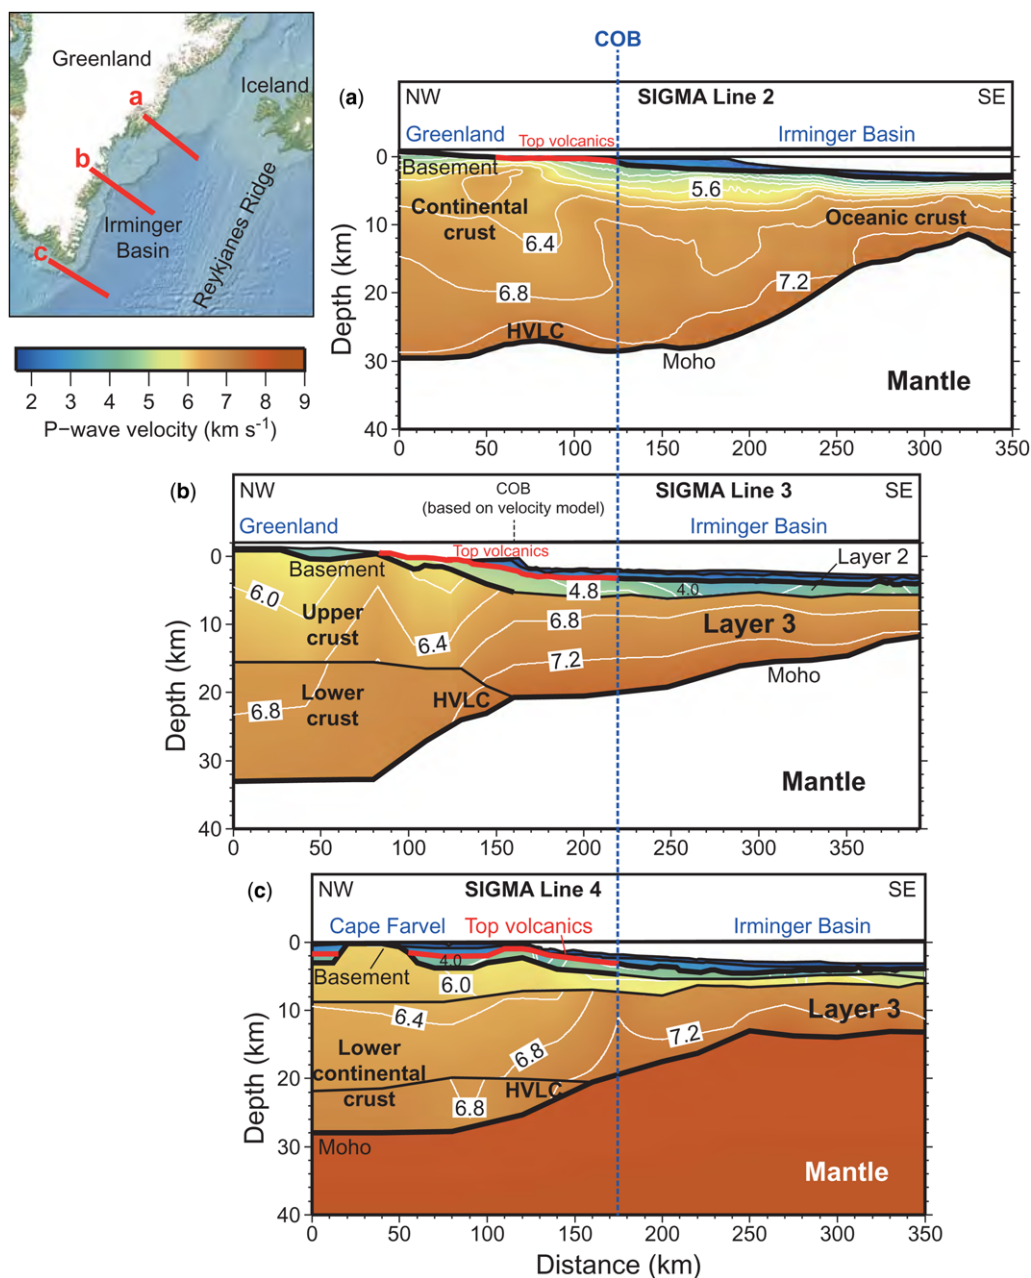 Greenland
Iceland
a
b
Irminger
Basin
c
Reykjanes Ridge
2 3 4 5 6 7 8 9
P−wave velocity (km s-1)
COB
(a)
NW
SIGMA Line 2
SE
Greenland
Top volcanics
Irminger Basin
Basement
5.6
Continental
crust
Oceanic crust
6.4
6.8
7.2
HVLC
Moho
Mantle
Depth (km)
0
10
20
30
40
0 50 100 150 200 250 300 350
(b)
NW
COB
(based on velocity model)
SIGMA Line 3
SE
Greenland
Top volcanics
Irminger Basin
Layer 2
Basement
4.8
4.0
6.0
Upper
crust
6.4
6.8
Layer 3
7.2
Moho
Lower
crust
HVLC
6.8
Mantle
Depth (km)
0
10
20
30
40
0 50 100 150 200 250 300 350
(c)
NW
SIGMA Line 4
SE
Cape Farvel
Top volcanics
Irminger Basin
4.0
Basement
6.0
6.4
Layer 3
7.2
6.8
Lower
continental
crust
HVLC
6.8
Moho
Mantle
Depth (km)
0
10
20
30
40
0 50 100 150 200 250 300 350
Distance (km)